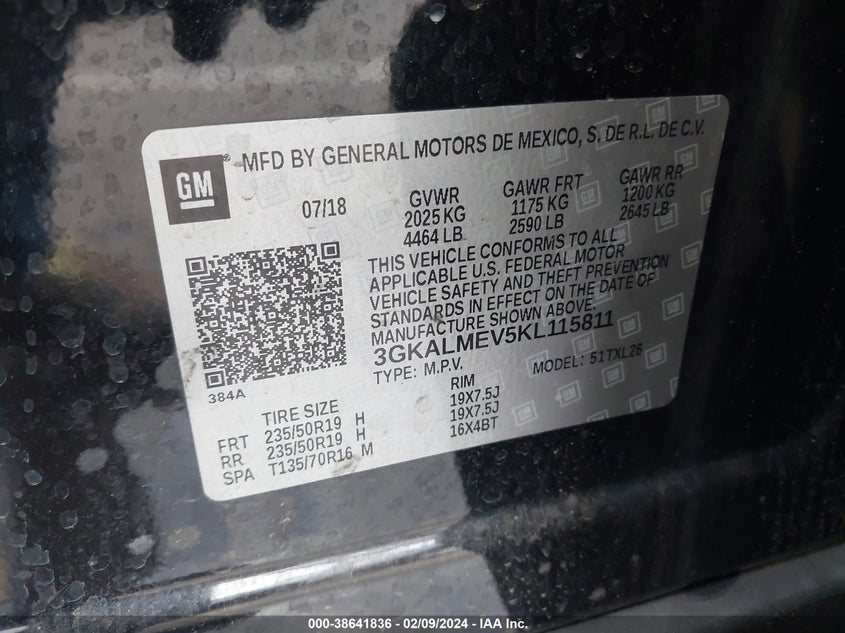 GM
MFD BY GENERAL MOTORS DE MEXICO, S. DE R.L. DE C.V.
07/18
GVWR
2025 KG
4464 LB
GAWR FRT
1175 KG
2590 LB
GAWR RR
1200 KG
2645 LB
THIS VEHICLE CONFORMS TO ALL
APPLICABLE U.S. FEDERAL MOTOR
VEHICLE SAFETY AND THEFT PREVENTION
STANDARDS IN EFFECT ON THE DATE OF
MANUFACTURE SHOWN ABOVE.
3GKALMEV5KL115811
TYPE: M.P.V.
MODEL: 51TXL26
384A
TIRE SIZE
RIM
FRT 235/50R19 H 19X7.5J
RR 235/50R19 H 19X7.5J
SPA T135/70R16 M 16X4BT
000-38641836 - 02/09/2024 - IAA Inc.